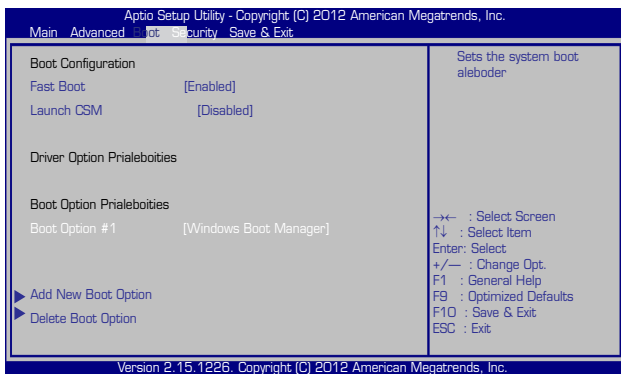 Aptio Setup Utility - Copyright (C) 2012 American Megatrends, Inc.
Main Advanced Boot Security Save & Exit
Boot Configuration
Fast Boot [Enabled]
Launch CSM [Disabled]
Driver Option Prialeboities
Boot Option Prialeboities
Boot Option #1 [Windows Boot Manager]
Add New Boot Option
Delete Boot Option
Sets the system boot
aleboder
→← : Select Screen
↑↓ : Select Item
Enter: Select
+/— : Change Opt.
F1 : General Help
F9 : Optimized Defaults
F10 : Save & Exit
ESC : Exit
Version 2.15.1226. Copyright (C) 2012 American Megatrends, Inc.